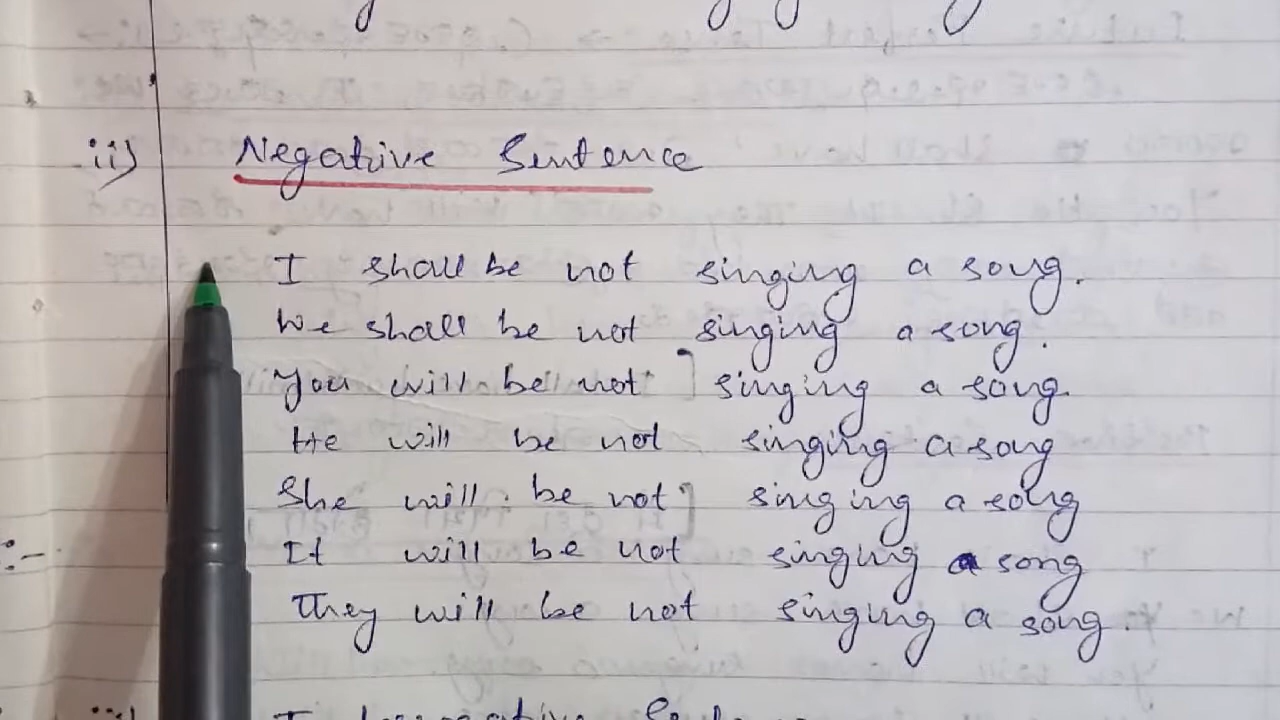 ii) Negative Sentence
I shall be not singing a song.
We shall be not singing a song.
You will be not ] singing a song.
He will be not singing a song
She will be not ] singing a song
It will be not singing a song
They will be not singing a song.
:-